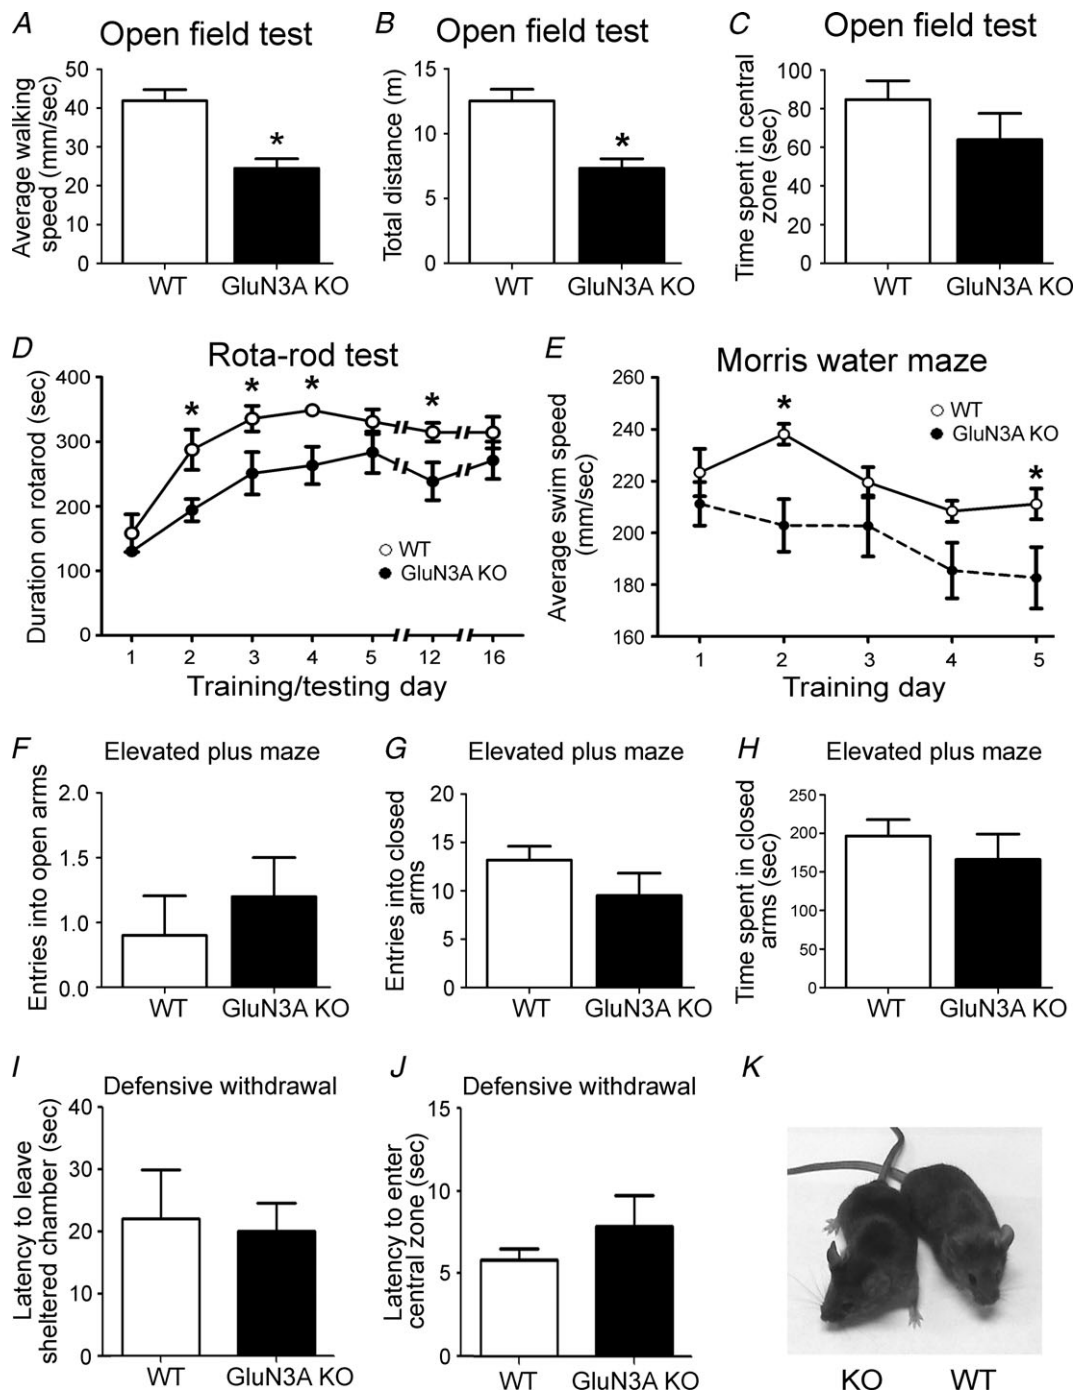 A
Open field test
Average walking
speed (mm/sec)
50
40
30
20
10
0
*
WT
GluN3A KO
B
Open field test
Total distance (m)
15
10
5
0
*
WT
GluN3A KO
C
Open field test
Time spent in central
zone (sec)
100
80
60
40
20
0
WT
GluN3A KO
D
Rota-rod test
Duration on rotarod (sec)
400
300
200
100
0
* * * *
WT
GluN3A KO
1 2 3 4 5 12 16
Training/testing day
E
Morris water maze
Average swim speed
(mm/sec)
260
240
220
200
180
160
* *
WT
GluN3A KO
1 2 3 4 5
Training day
F
Elevated plus maze
Entries into open arms
2.0
1.5
1.0
0.0
WT
GluN3A KO
G
Elevated plus maze
Entries into closed
arms
20
15
10
5
0
WT
GluN3A KO
H
Elevated plus maze
Time spent in closed
arms (sec)
250
200
150
100
50
0
WT
GluN3A KO
I
Defensive withdrawal
Latency to leave
sheltered chamber (sec)
40
30
20
10
0
WT
GluN3A KO
J
Defensive withdrawal
Latency to enter
central zone (sec)
15
10
5
0
WT
GluN3A KO
K
KO WT